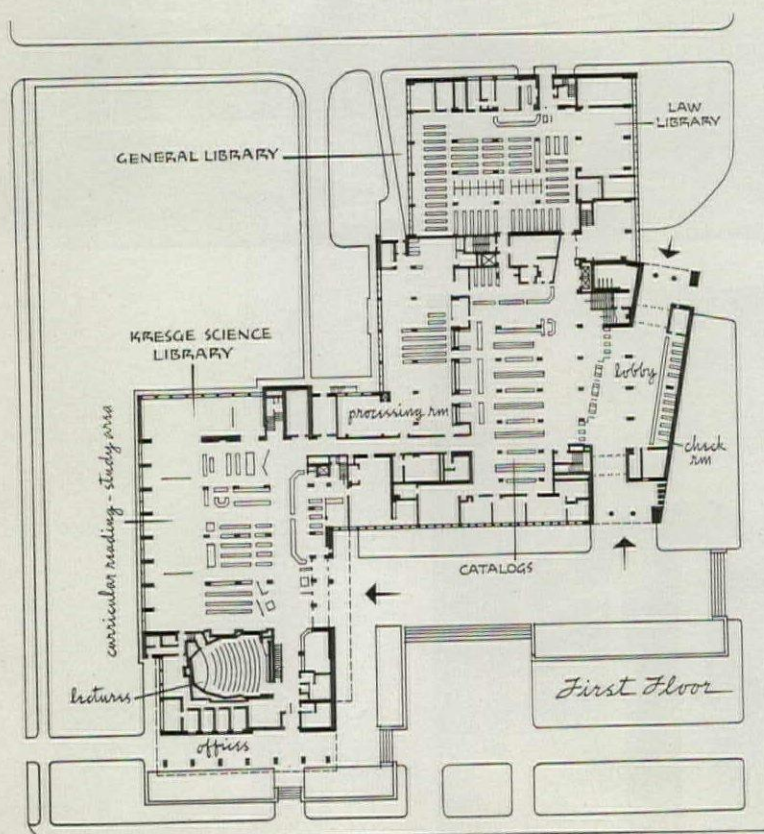 LAW
LIBRARY
GENERAL LIBRARY
KRESGE SCIENCE
LIBRARY
processing rm
lobby
check
rm
curricular reading - study area
CATALOGS
First Floor
lectures
offices